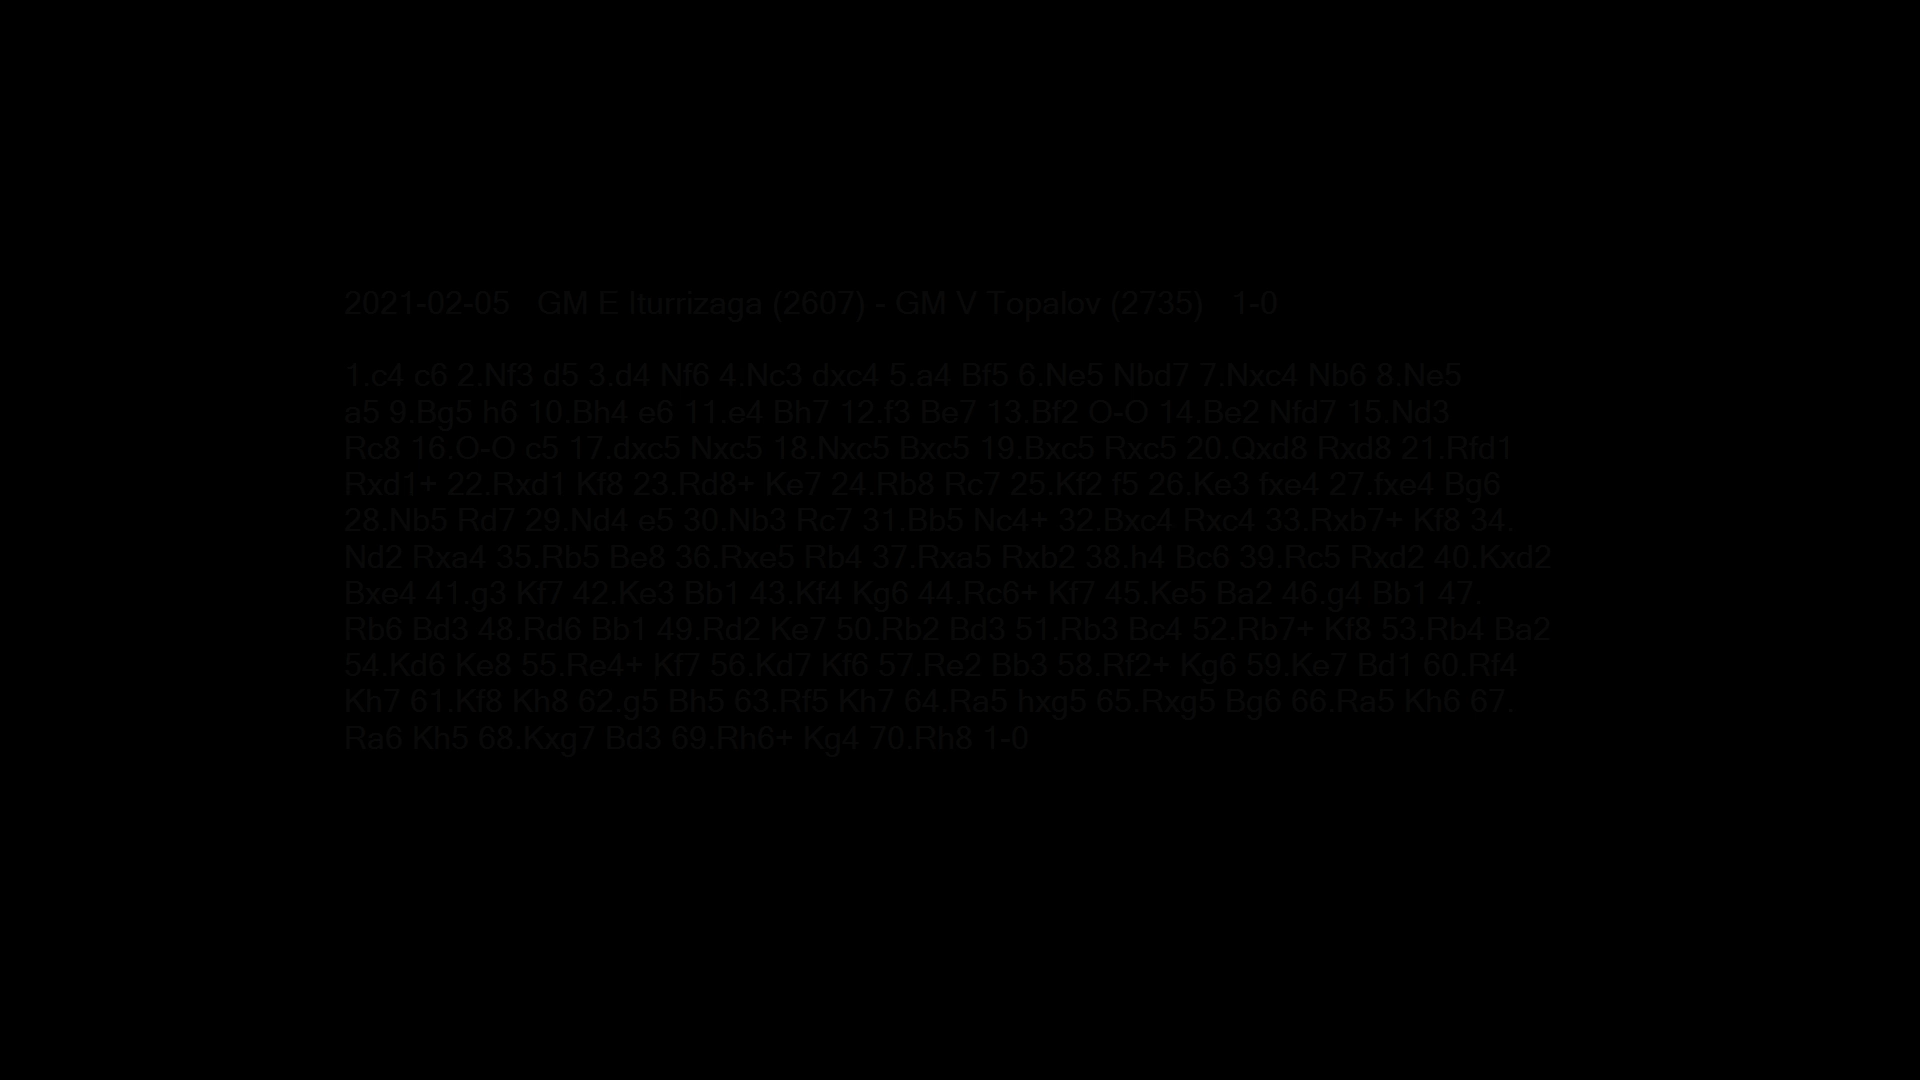 2021-02-05 GM E Iturrizaga (2607) - GM V Topalov (2735) 1-0
1.c4 c6 2.Nf3 d5 3.d4 Nf6 4.Nc3 dxc4 5.a4 Bf5 6.Ne5 Nbd7 7.Nxc4 Nb6 8.Ne5
a5 9.Bg5 h6 10.Bh4 e6 11.e4 Bh7 12.f3 Be7 13.Bf2 O-O 14.Be2 Nfd7 15.Nd3
Rc8 16.O-O c5 17.dxc5 Nxc5 18.Nxc5 Bxc5 19.Bxc5 Rxc5 20.Qxd8 Rxd8 21.Rfd1
Rxd1+ 22.Rxd1 Kf8 23.Rd8+ Ke7 24.Rb8 Rc7 25.Kf2 f5 26.Ke3 fxe4 27.fxe4 Bg6
28.Nb5 Rd7 29.Nd4 e5 30.Nb3 Rc7 31.Bb5 Nc4+ 32.Bxc4 Rxc4 33.Rxb7+ Kf8 34.
Nd2 Rxa4 35.Rb5 Be8 36.Rxe5 Rb4 37.Rxa5 Rxb2 38.h4 Bc6 39.Rc5 Rxd2 40.Kxd2
Bxe4 41.g3 Kf7 42.Ke3 Bb1 43.Kf4 Kg6 44.Rc6+ Kf7 45.Ke5 Ba2 46.g4 Bb1 47.
Rb6 Bd3 48.Rd6 Bb1 49.Rd2 Ke7 50.Rb2 Bd3 51.Rb3 Bc4 52.Rb7+ Kf8 53.Rb4 Ba2
54.Kd6 Ke8 55.Re4+ Kf7 56.Kd7 Kf6 57.Re2 Bb3 58.Rf2+ Kg6 59.Ke7 Bd1 60.Rf4
Kh7 61.Kf8 Kh8 62.g5 Bh5 63.Rf5 Kh7 64.Ra5 hxg5 65.Rxg5 Bg6 66.Ra5 Kh6 67.
Ra6 Kh5 68.Kxg7 Bd3 69.Rh6+ Kg4 70.Rh8 1-0